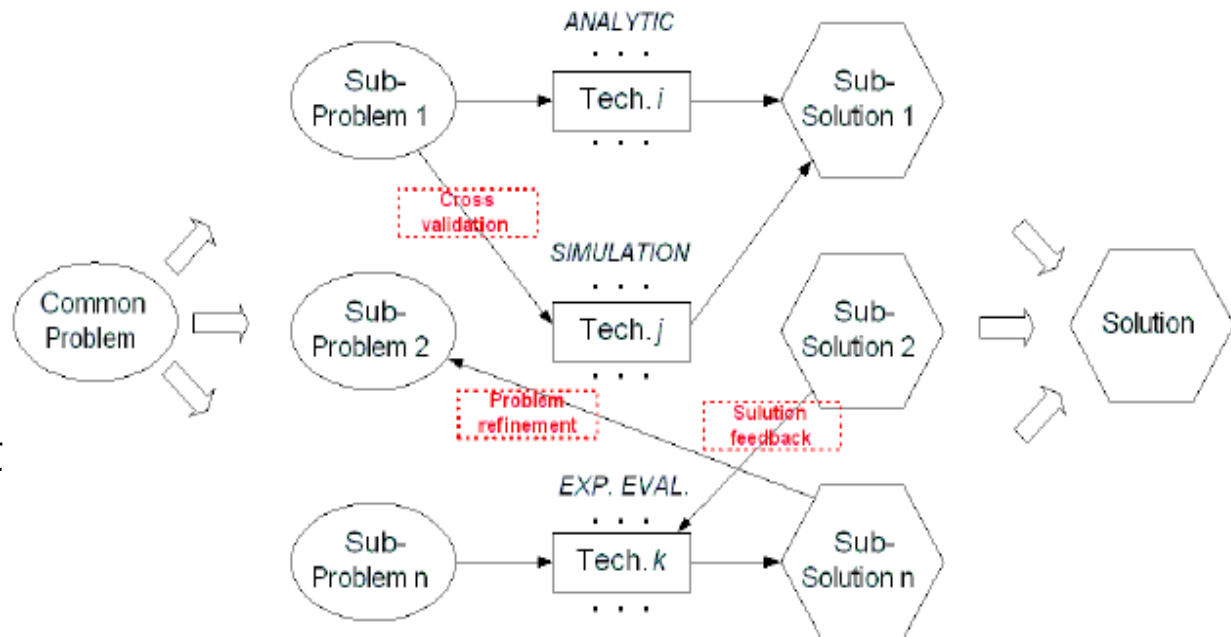 ANALYTIC
. . .
Sub-
Problem 1
Tech. i
Sub-
Solution 1
. . .
Cross
validation
SIMULATION
. . .
Common
Problem
Sub-
Problem 2
Tech. j
Sub-
Solution 2
Solution
. . .
Problem
refinement
Sulution
feedback
EXP. EVAL.
. . .
Sub-
Problem n
Tech. k
Sub-
Solution n
. . .